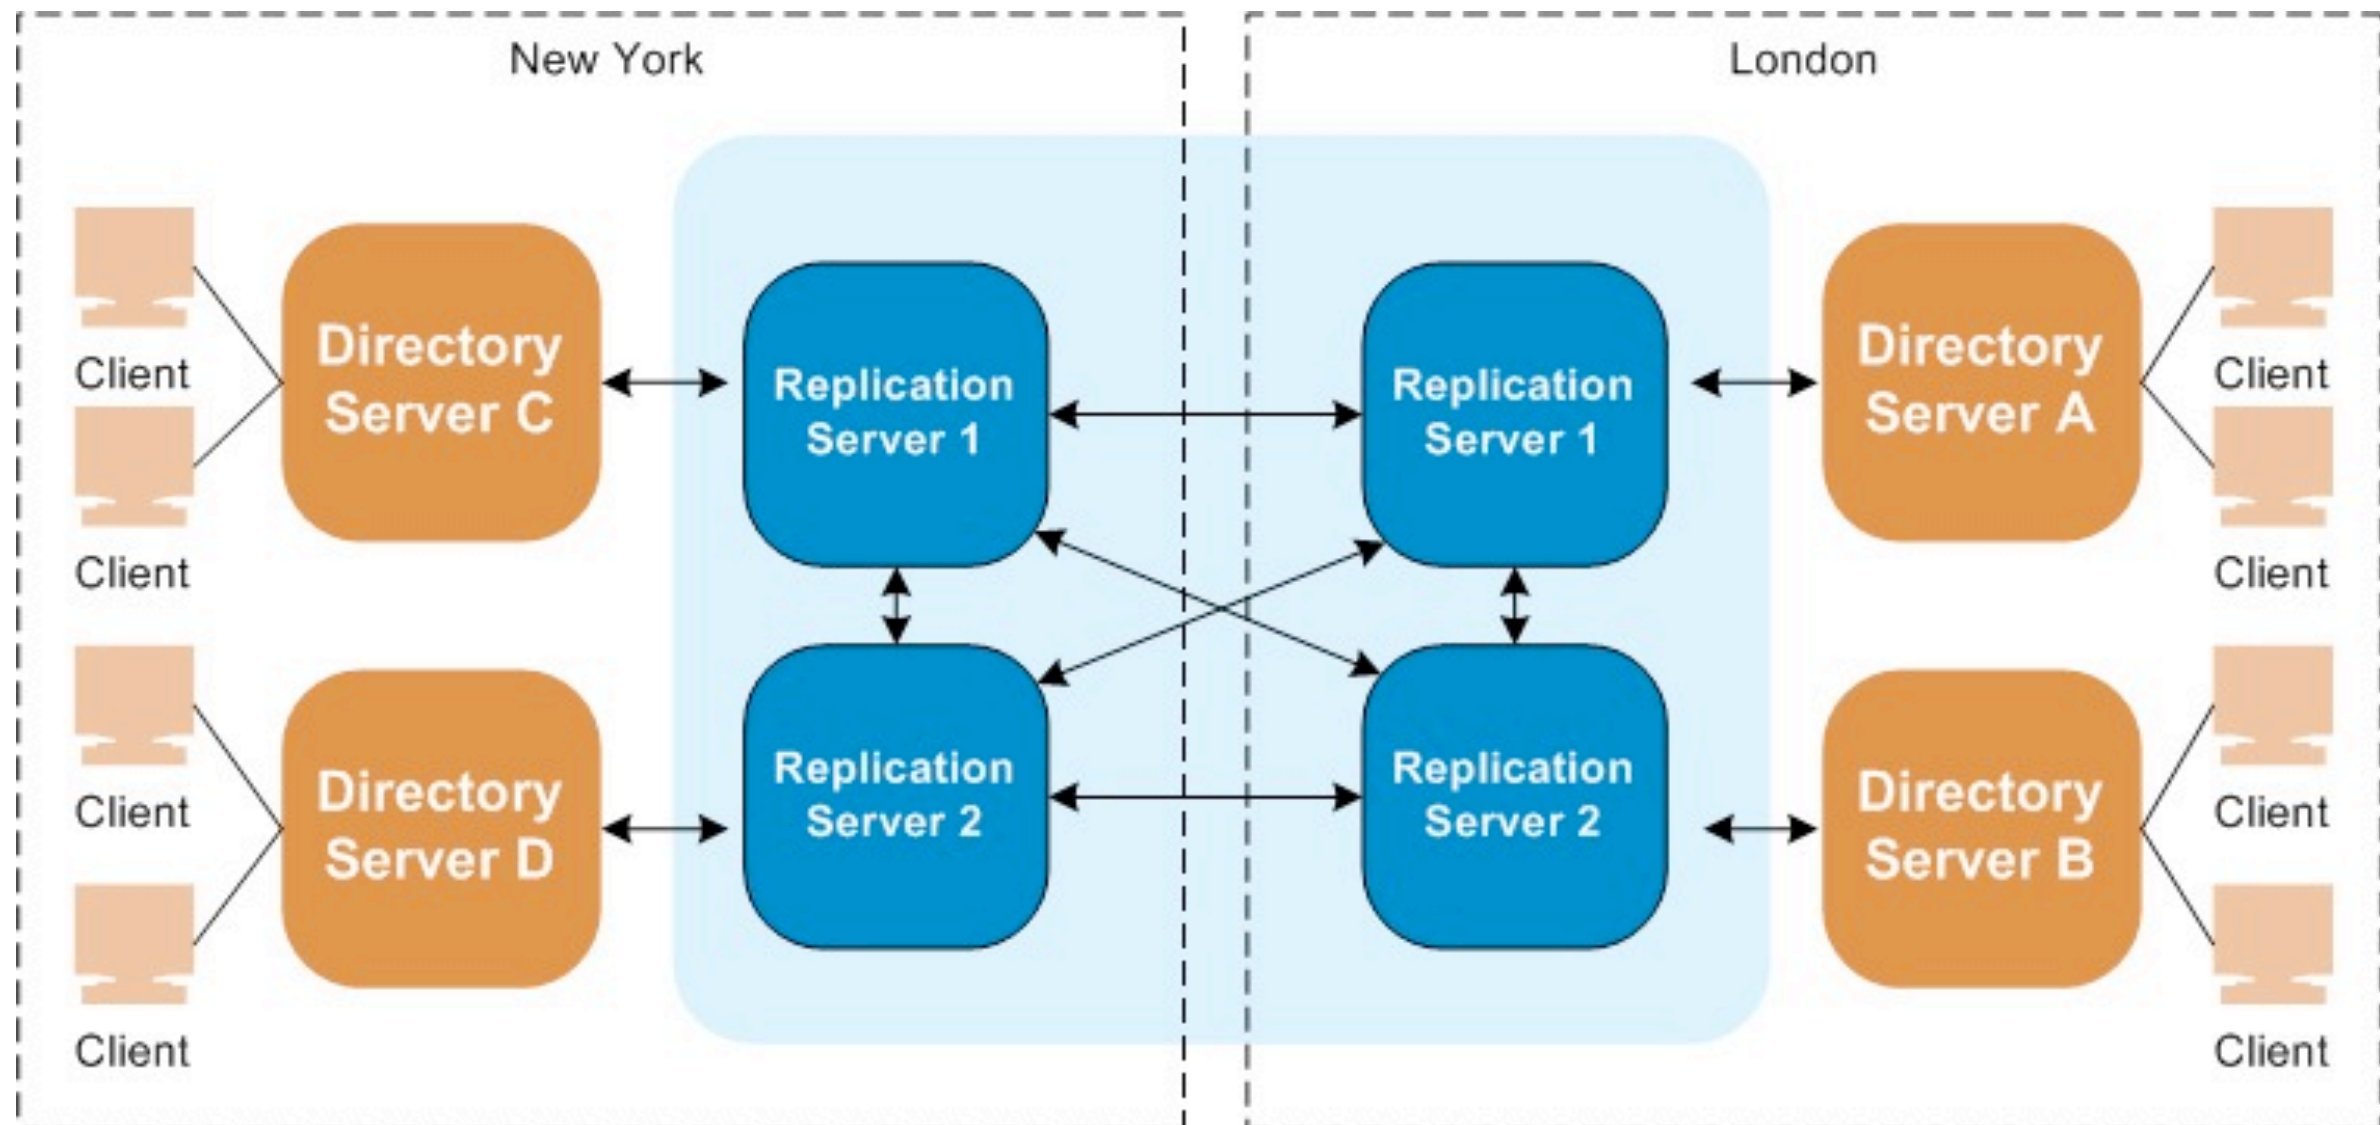 New York
London
Client
Client
Client
Client
Directory
Server C
Directory
Server D
Replication
Server 1
Replication
Server 2
Replication
Server 1
Replication
Server 2
Directory
Server A
Directory
Server B
Client
Client
Client
Client